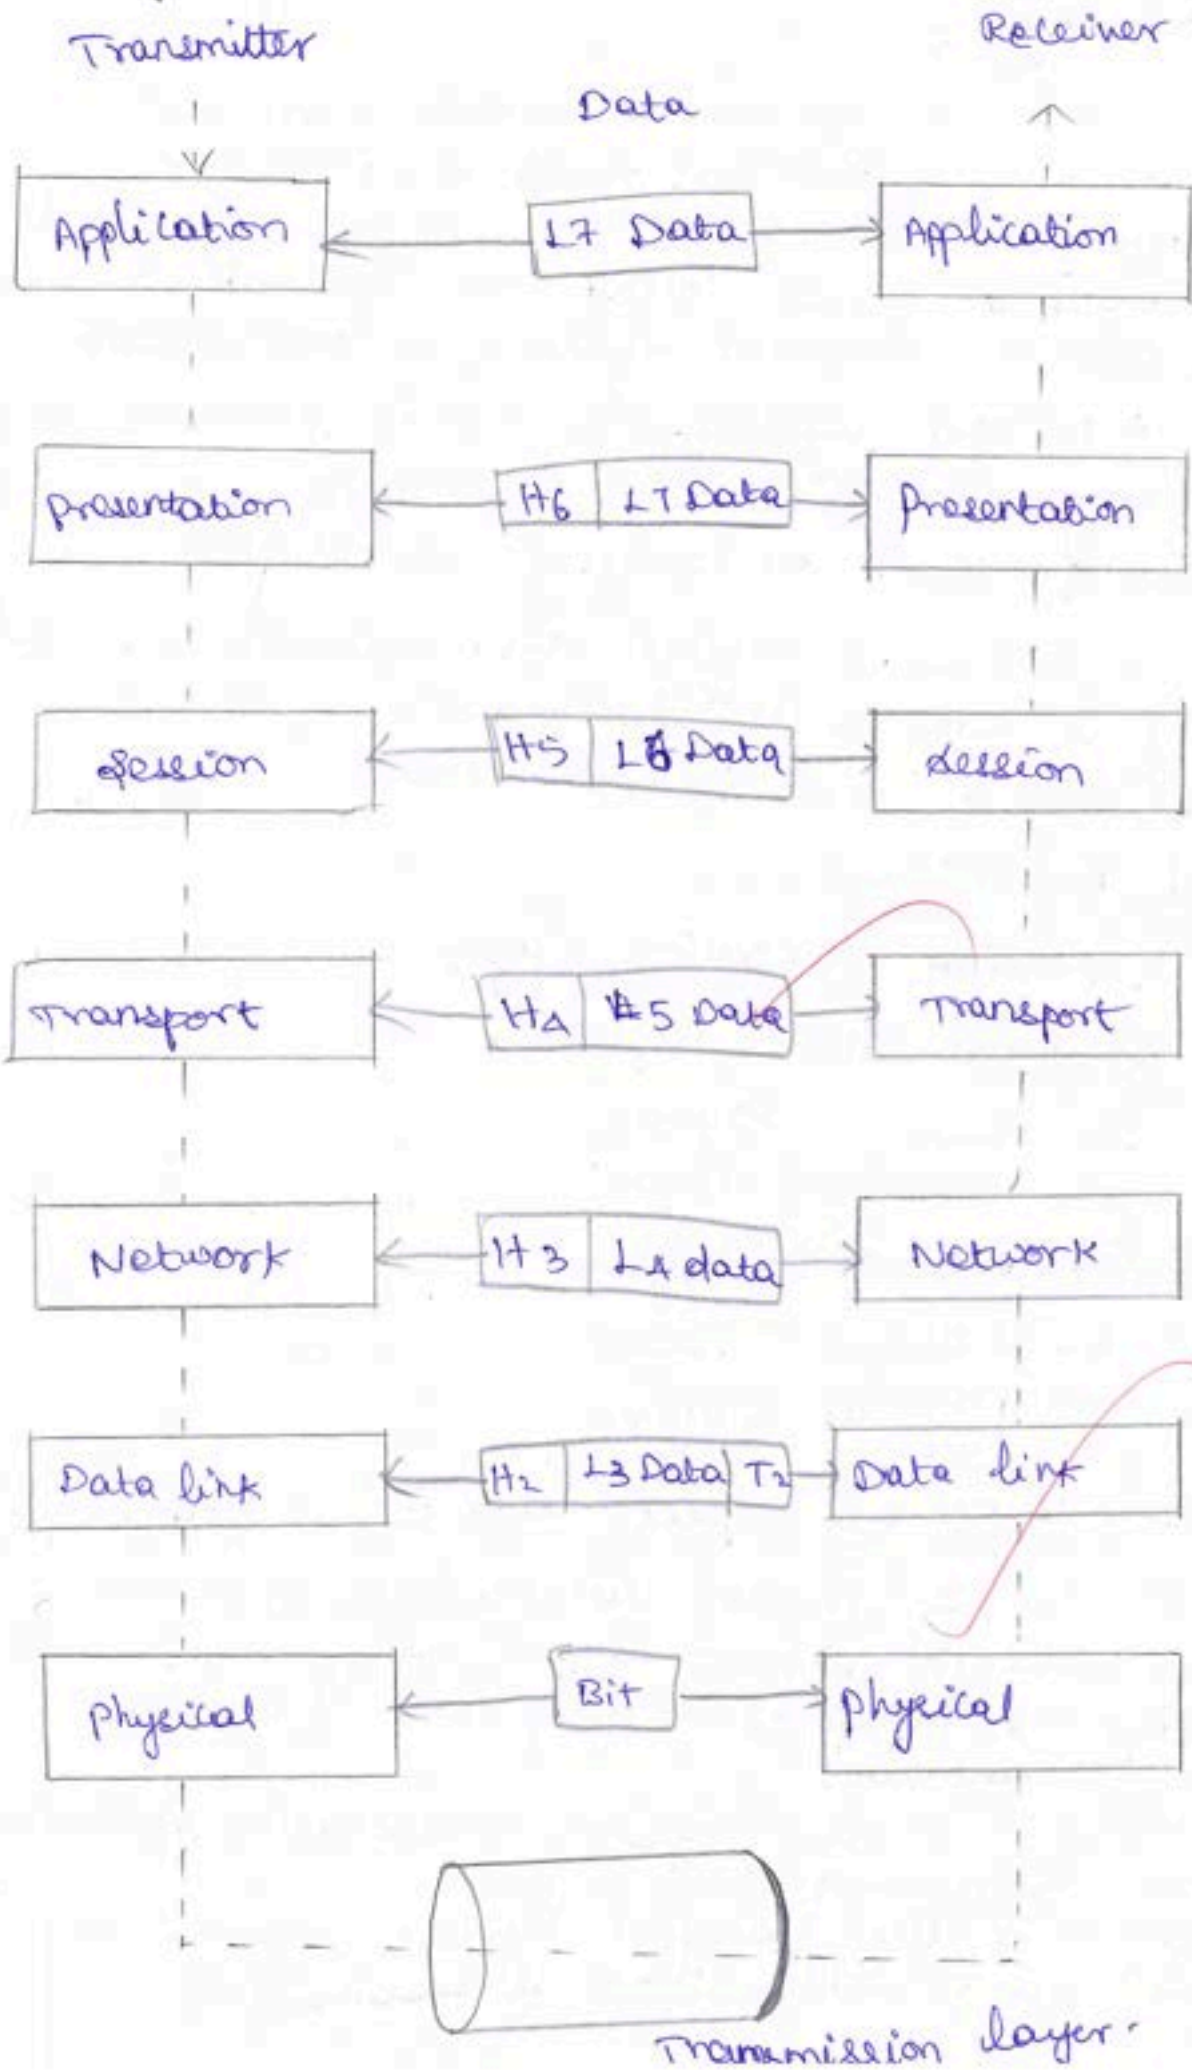 Transmitter
Receiver
Data
Application
L7 Data
Application
Presentation
H6
L7 Data
Presentation
Session
H5
L6 Data
Session
Transport
H4
L5 Data
Transport
Network
H3
L4 data
Network
Data link
H2
L3 Data
T2
Data link
Physical
Bit
Physical
Transmission layer.